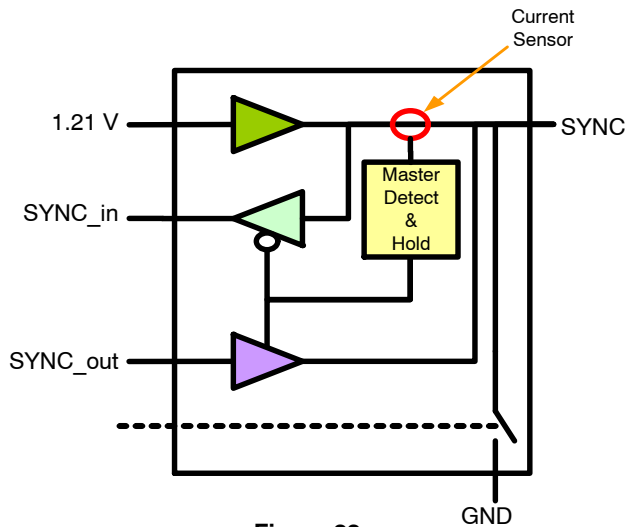 Current
Sensor
1.21 V
SYNC
Master
Detect
&
Hold
SYNC_in
SYNC_out
GND